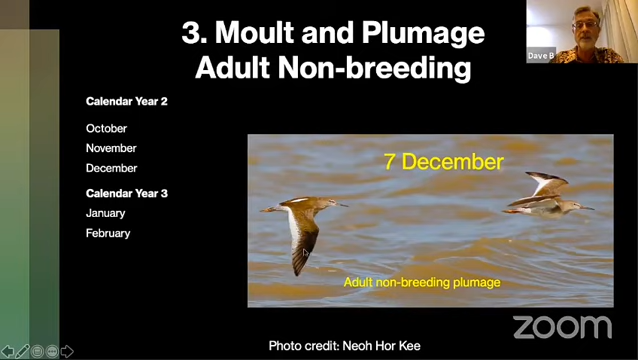 3. Moult and Plumage
Adult Non-breeding
Dave B
Calendar Year 2
October
November
December
Calendar Year 3
January
February
7 December
Adult non-breeding plumage
zoom
Photo credit: Neoh Hor Kee